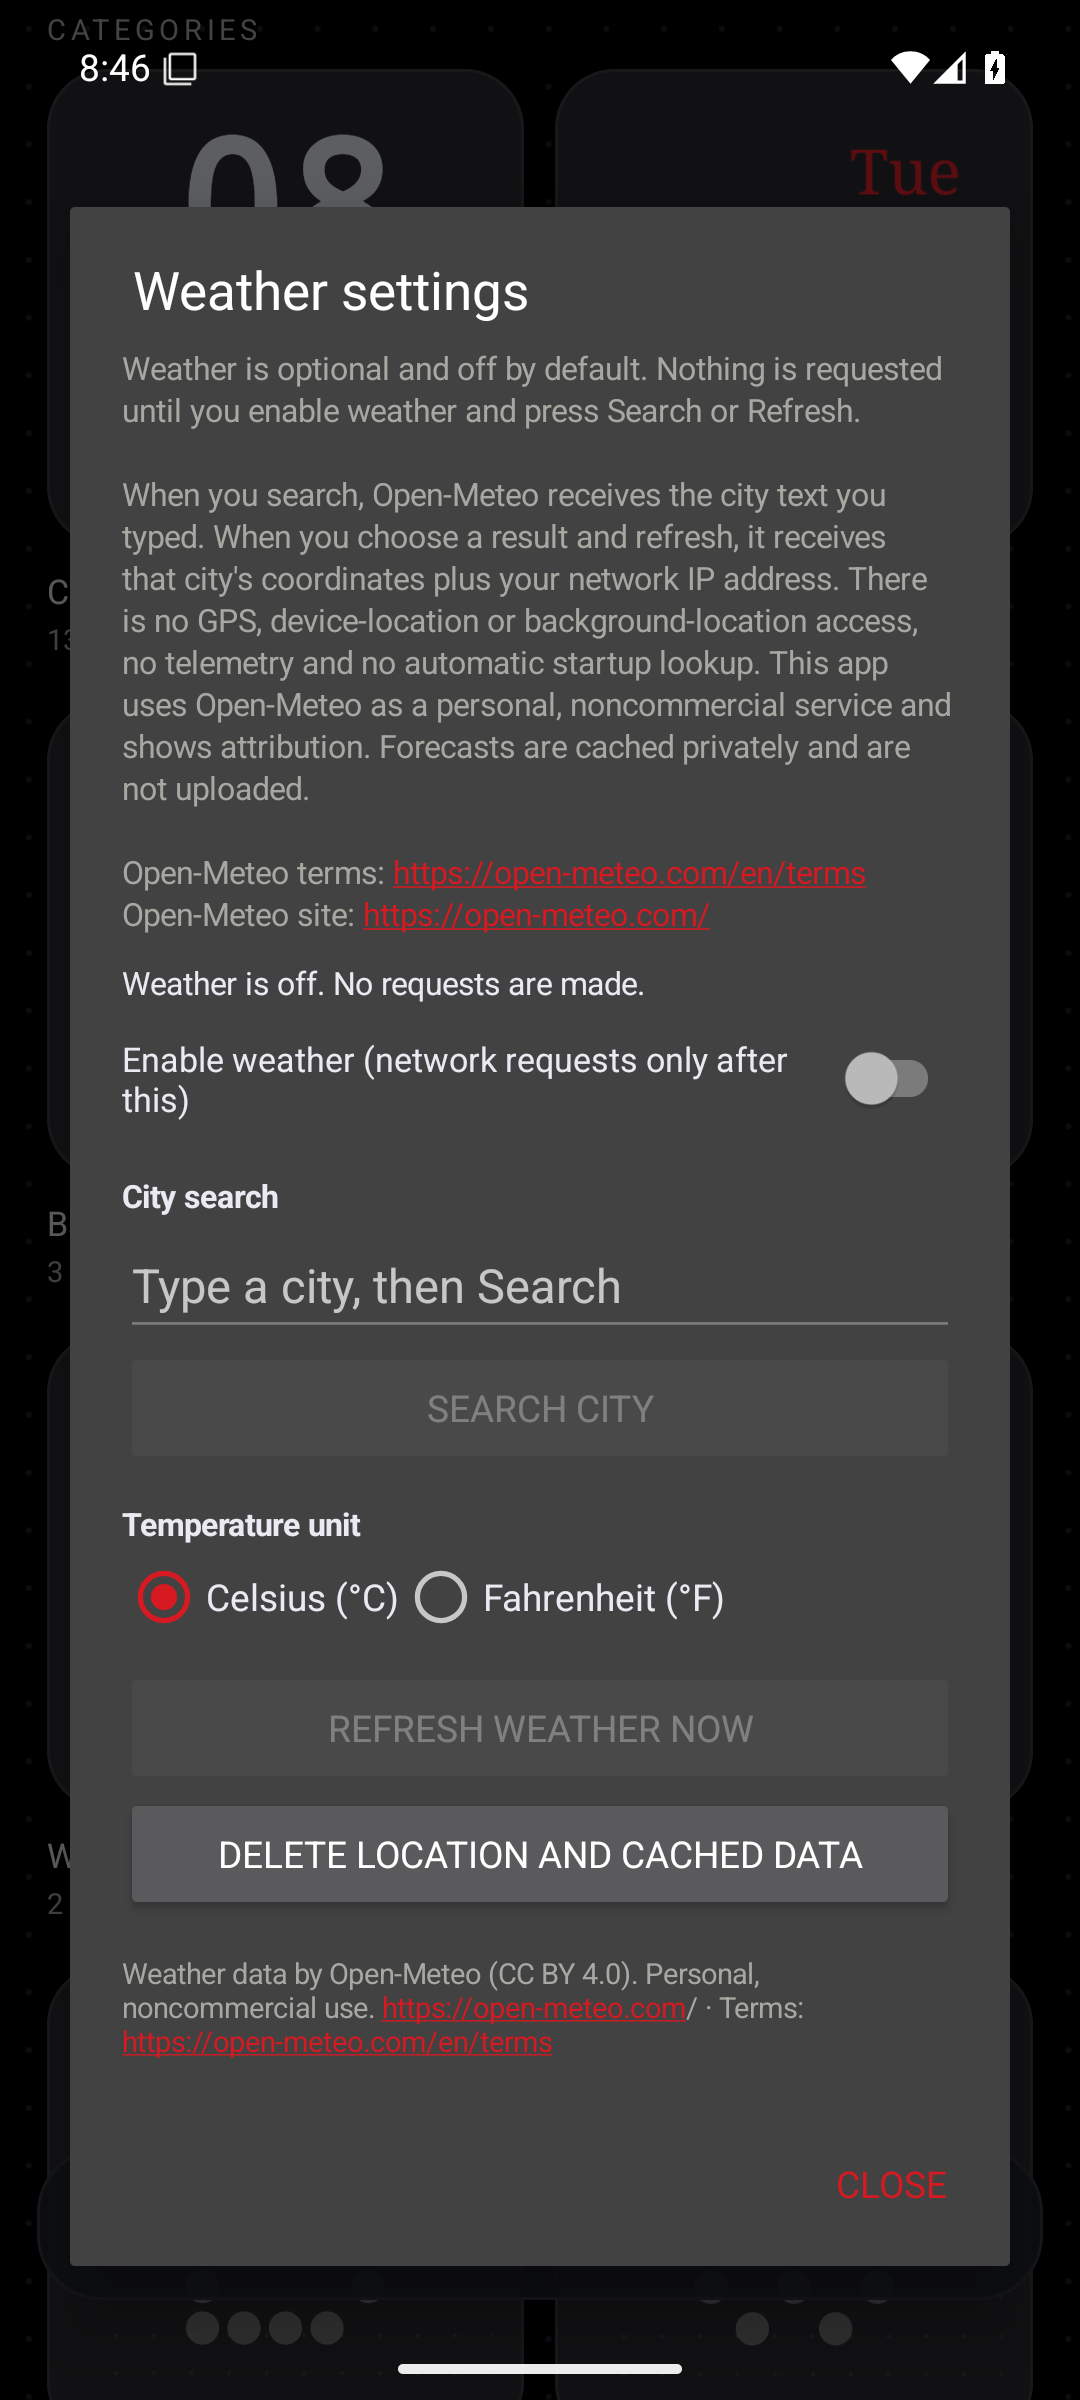 CATEGORIES
8:46
08
Tue
Weather settings
Weather is optional and off by default. Nothing is requested
until you enable weather and press Search or Refresh.
When you search, Open-Meteo receives the city text you
typed. When you choose a result and refresh, it receives
that city's coordinates plus your network IP address. There
is no GPS, device-location or background-location access,
no telemetry and no automatic startup lookup. This app
uses Open-Meteo as a personal, noncommercial service and
shows attribution. Forecasts are cached privately and are
not uploaded.
Open-Meteo terms: https://open-meteo.com/en/terms
Open-Meteo site: https://open-meteo.com/
Weather is off. No requests are made.
Enable weather (network requests only after
this)
City search
Type a city, then Search
SEARCH CITY
Temperature unit
Celsius (°C) Fahrenheit (°F)
REFRESH WEATHER NOW
DELETE LOCATION AND CACHED DATA
Weather data by Open-Meteo (CC BY 4.0). Personal,
noncommercial use. https://open-meteo.com/ · Terms:
https://open-meteo.com/en/terms
CLOSE